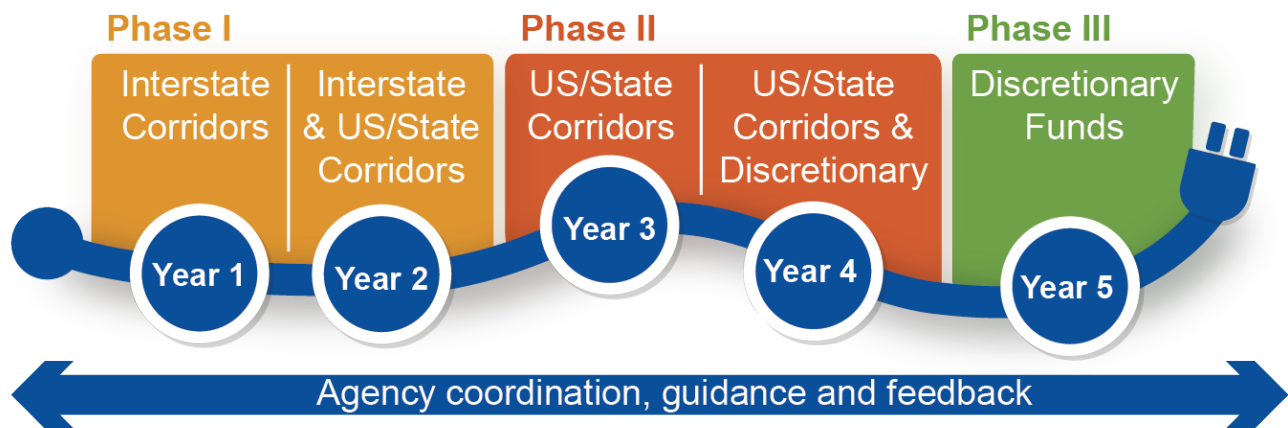 Phase I
Interstate
Corridors
Interstate
& US/State
Corridors
Phase II
US/State
Corridors
US/State
Corridors &
Discretionary
Phase III
Discretionary
Funds
Year 1
Year 2
Year 3
Year 4
Year 5
Agency coordination, guidance and feedback